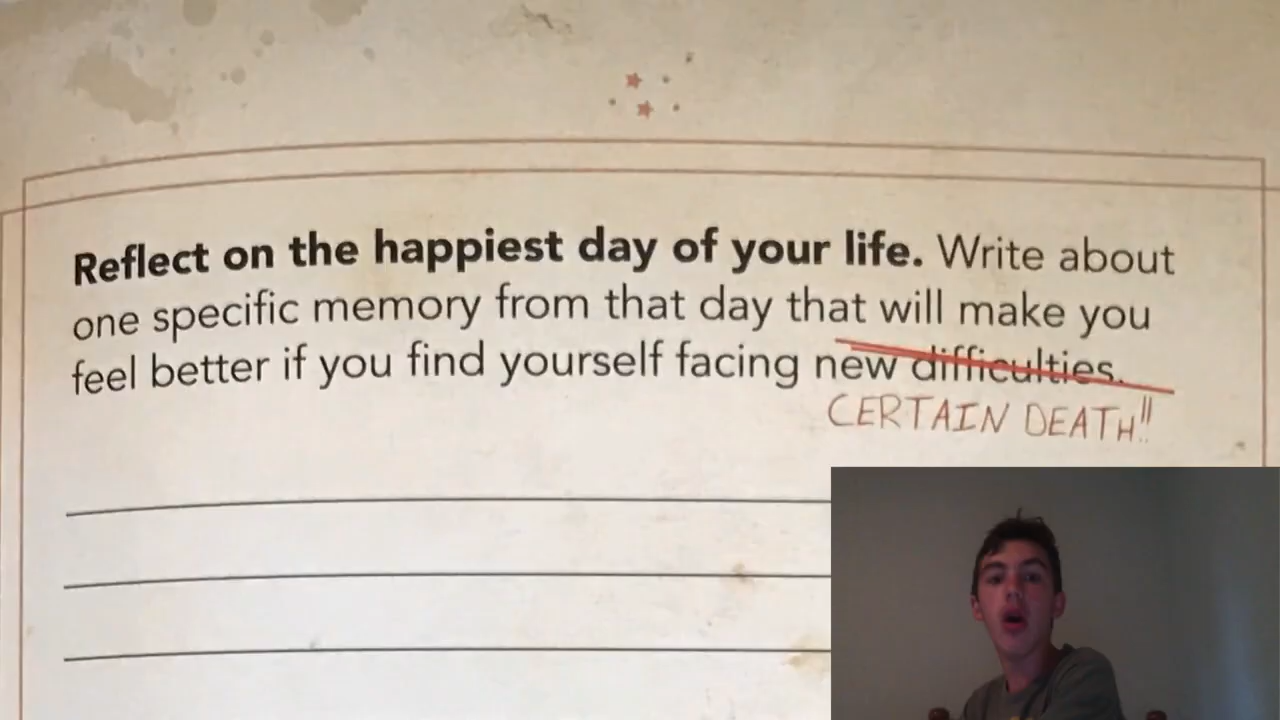 Reflect on the happiest day of your life. Write about
one specific memory from that day that will make you
feel better if you find yourself facing new difficulties.
CERTAIN DEATH!!